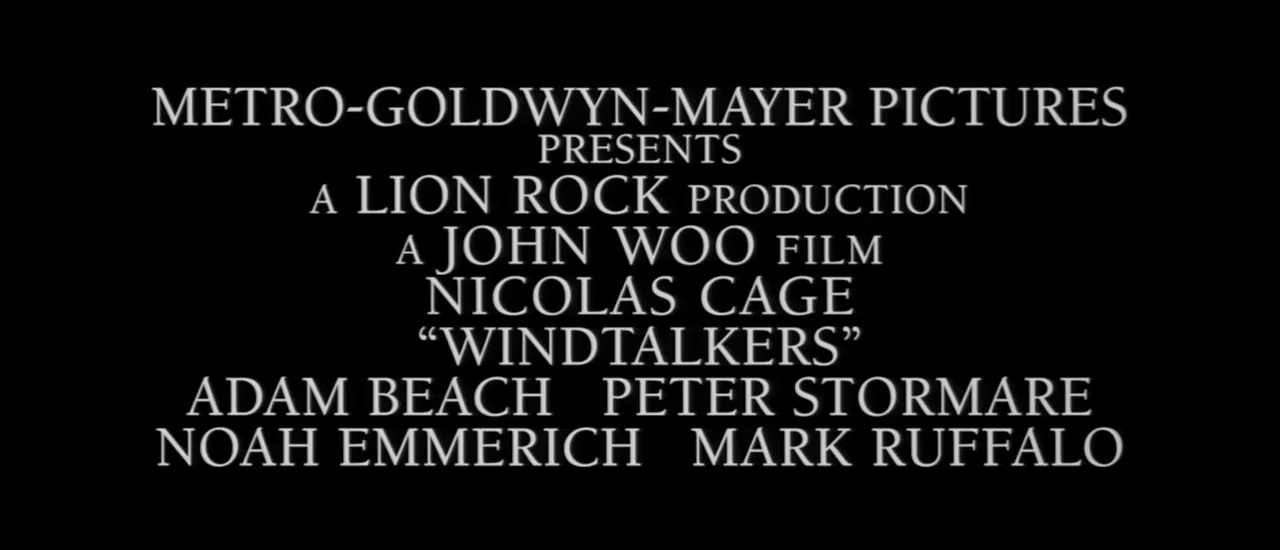 METRO-GOLDWYN-MAYER PICTURES
PRESENTS
A LION ROCK PRODUCTION
A JOHN WOO FILM
NICOLAS CAGE
“WINDTALKERS”
ADAM BEACH PETER STORMARE
NOAH EMMERICH MARK RUFFALO